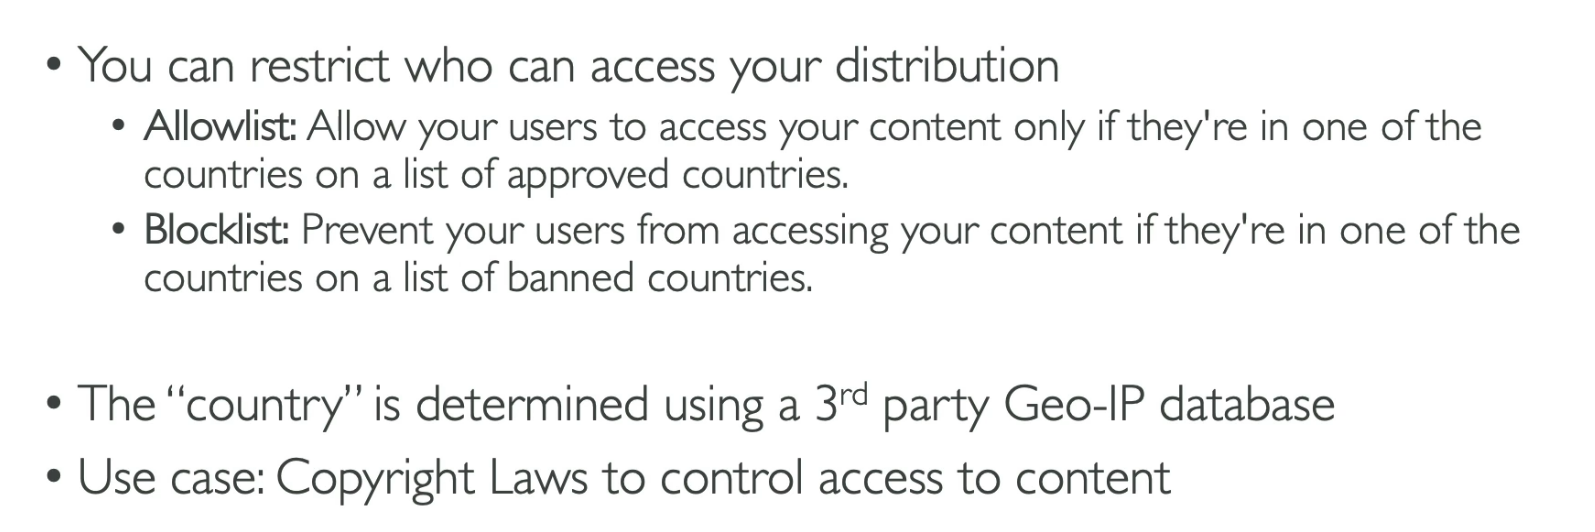 • You can restrict who can access your distribution
• Allowlist: Allow your users to access your content only if they're in one of the
countries on a list of approved countries.
• Blocklist: Prevent your users from accessing your content if they're in one of the
countries on a list of banned countries.
• The “country” is determined using a 3rd party Geo-IP database
• Use case: Copyright Laws to control access to content